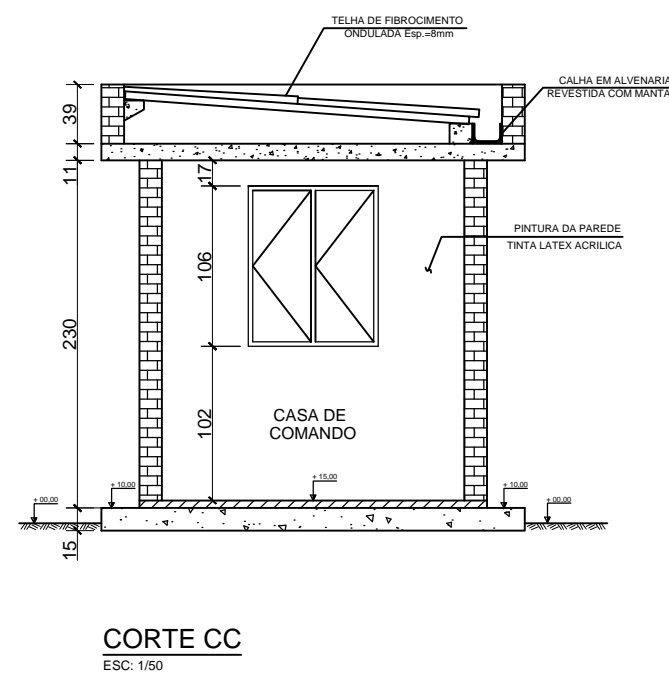 TELHA DE FIBROCIMENTO
ONDULADA Esp.=8mm
CALHA EM ALVENARIA
REVESTIDA COM MANTA
39
11
17
PINTURA DA PAREDE
TINTA LATEX ACRILICA
106
230
102
CASA DE
COMANDO
+ 00,00
+ 10,00
+ 15,00
+ 10,00
+ 00,00
15
CORTE CC
ESC: 1/50